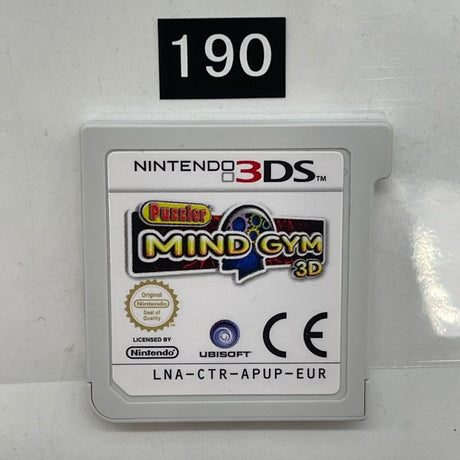 190
NINTENDO 3DS™
Puzzler
MIND GYM
3D
Original
Nintendo
Seal of
Quality
LICENSED BY
Nintendo®
UBISOFT
CE
LNA-CTR-APUP-EUR